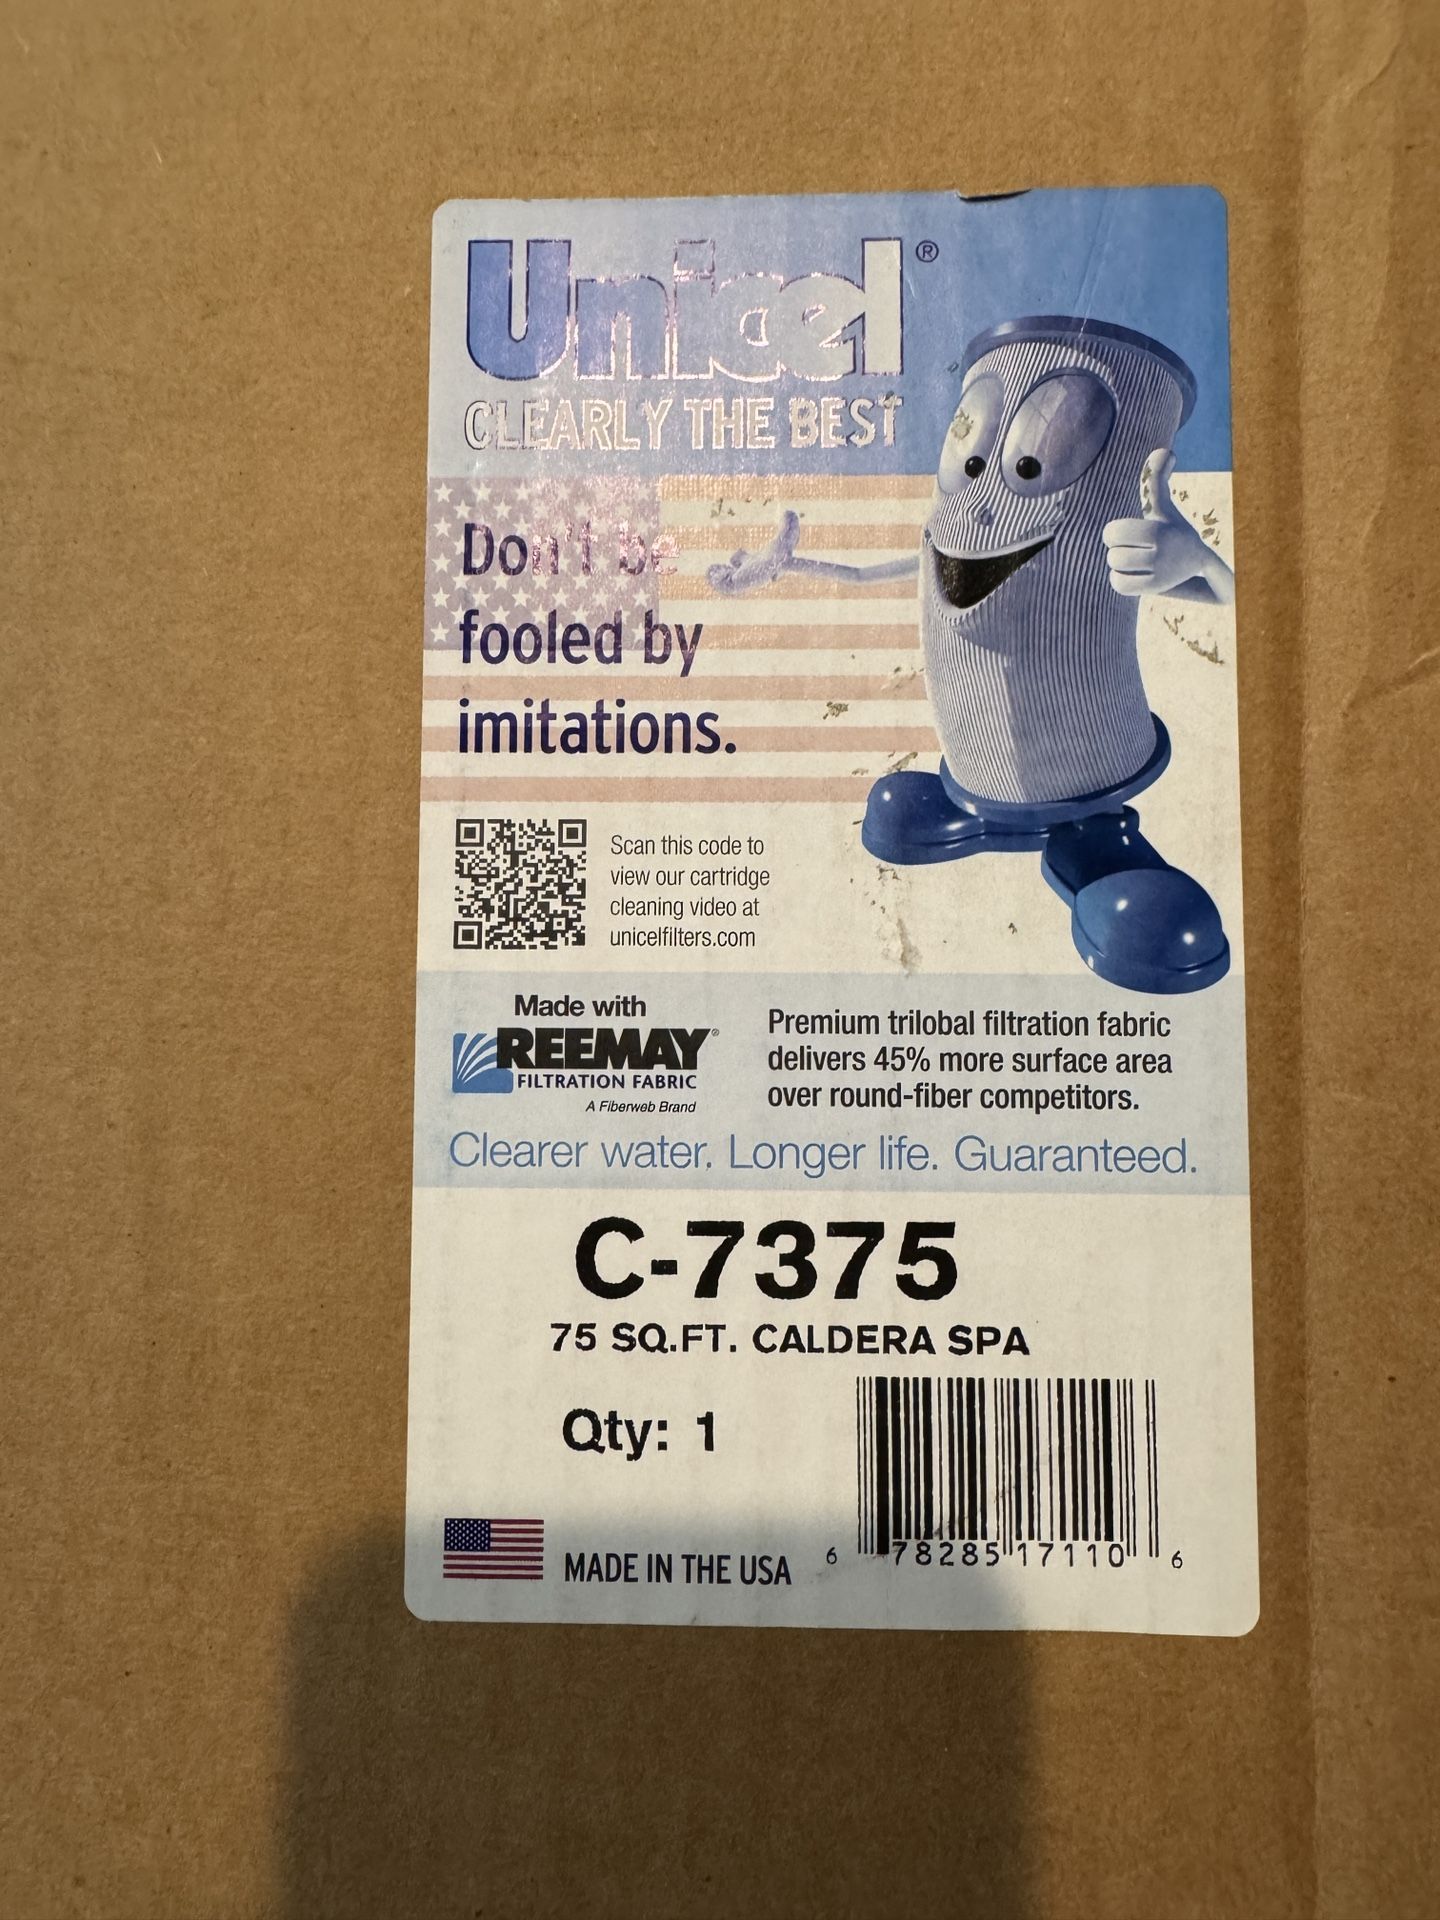 Unicel®
CLEARLY THE BEST
Don't be
fooled by
imitations.
Scan this code to
view our cartridge
cleaning video at
unicelfilters.com
Made with
REEMAY®
FILTRATION FABRIC
A Fiberweb Brand
Premium trilobal filtration fabric
delivers 45% more surface area
over round-fiber competitors.
Clearer water. Longer life. Guaranteed.
C-7375
75 SQ.FT. CALDERA SPA
Qty: 1
MADE IN THE USA
6 78285 17110 6